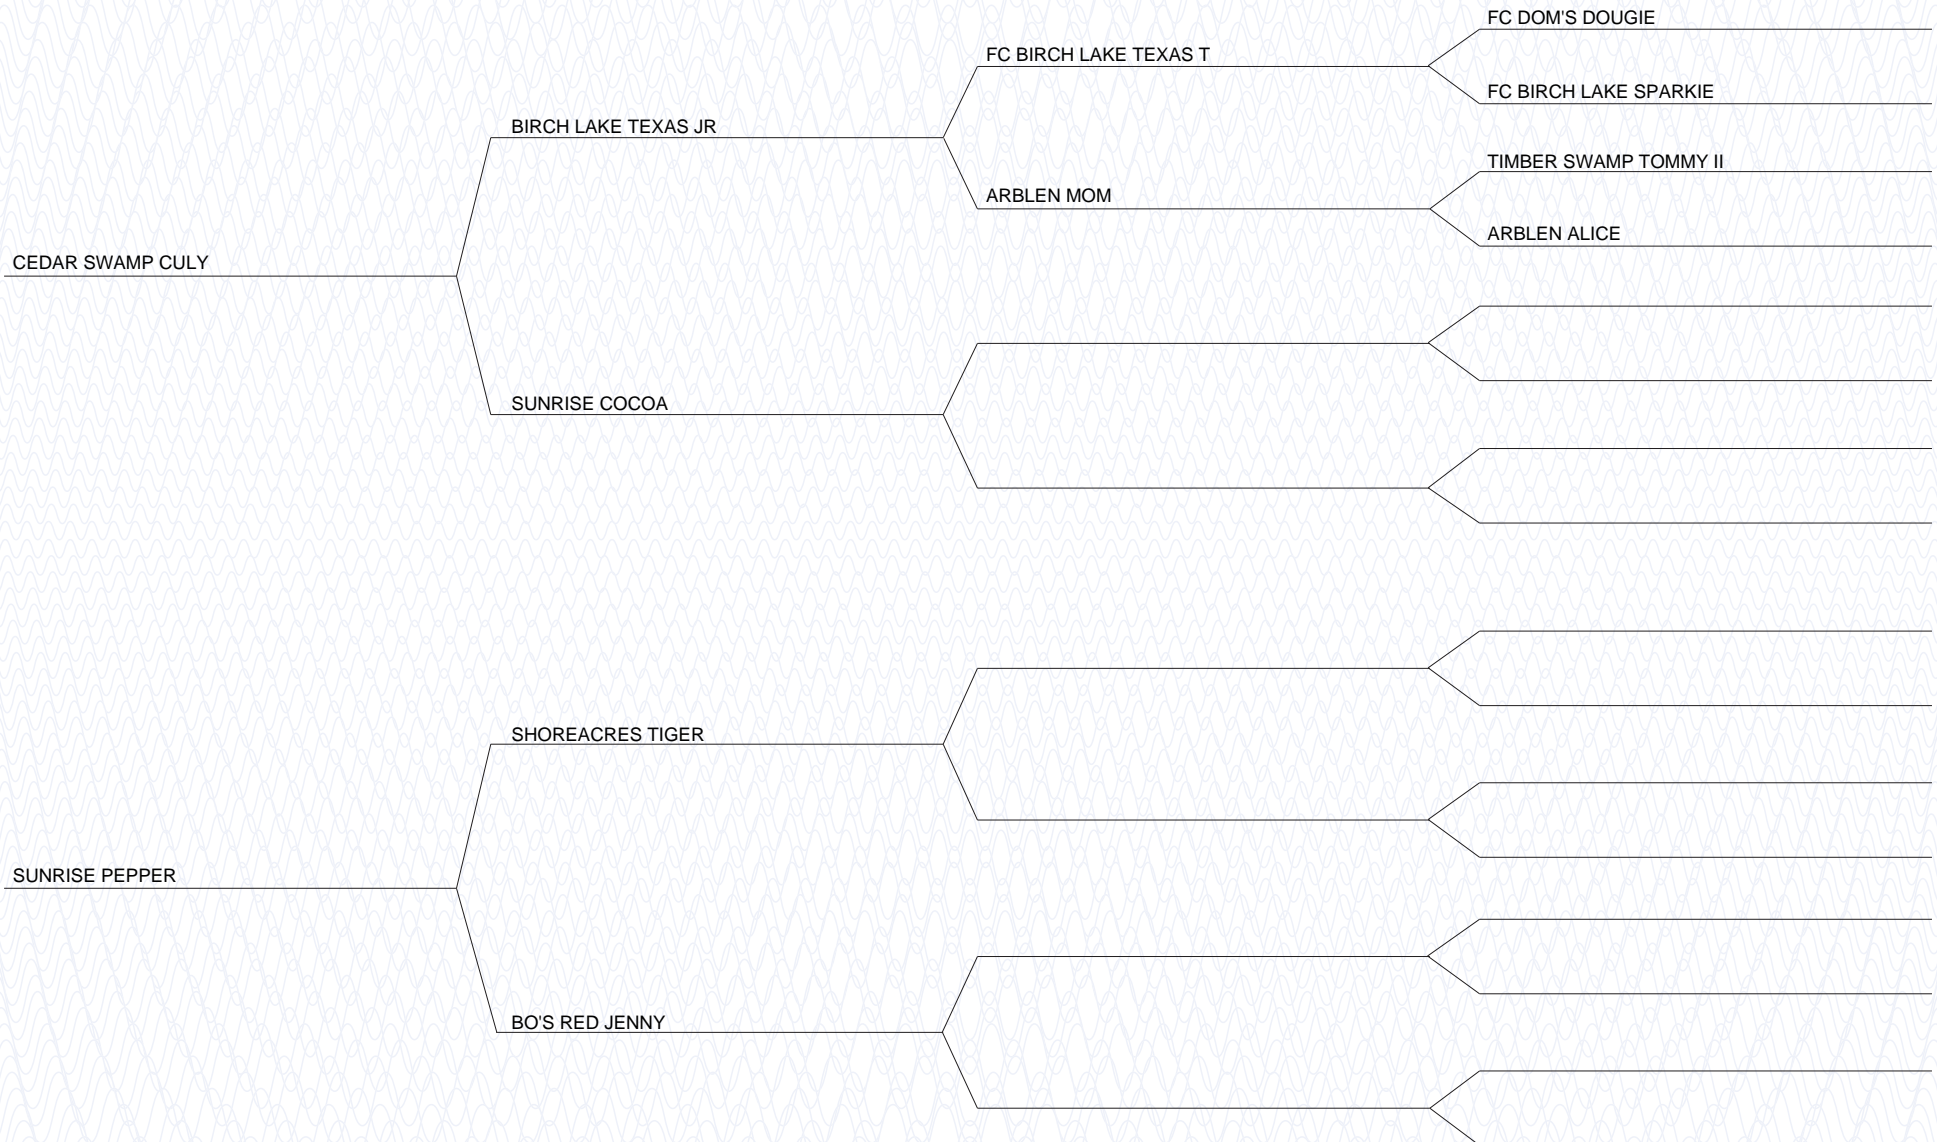 FC DOM'S DOUGIE
FC BIRCH LAKE TEXAS T
FC BIRCH LAKE SPARKIE
BIRCH LAKE TEXAS JR
TIMBER SWAMP TOMMY II
ARBLEN MOM
ARBLEN ALICE
CEDAR SWAMP CULY
SUNRISE COCOA
SHOREACRES TIGER
SUNRISE PEPPER
BO'S RED JENNY